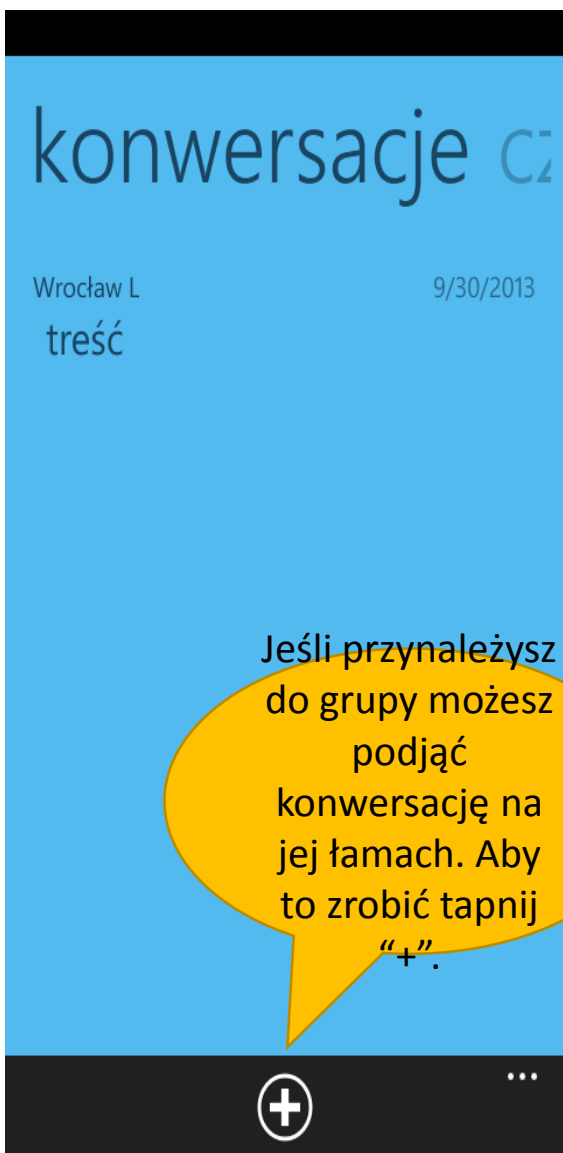 konwersacje cz
Wrocław L 9/30/2013
treść
Jeśli przynależysz
do grupy możesz
podjąć
konwersację na
jej łamach. Aby
to zrobić tapnij
“+”.